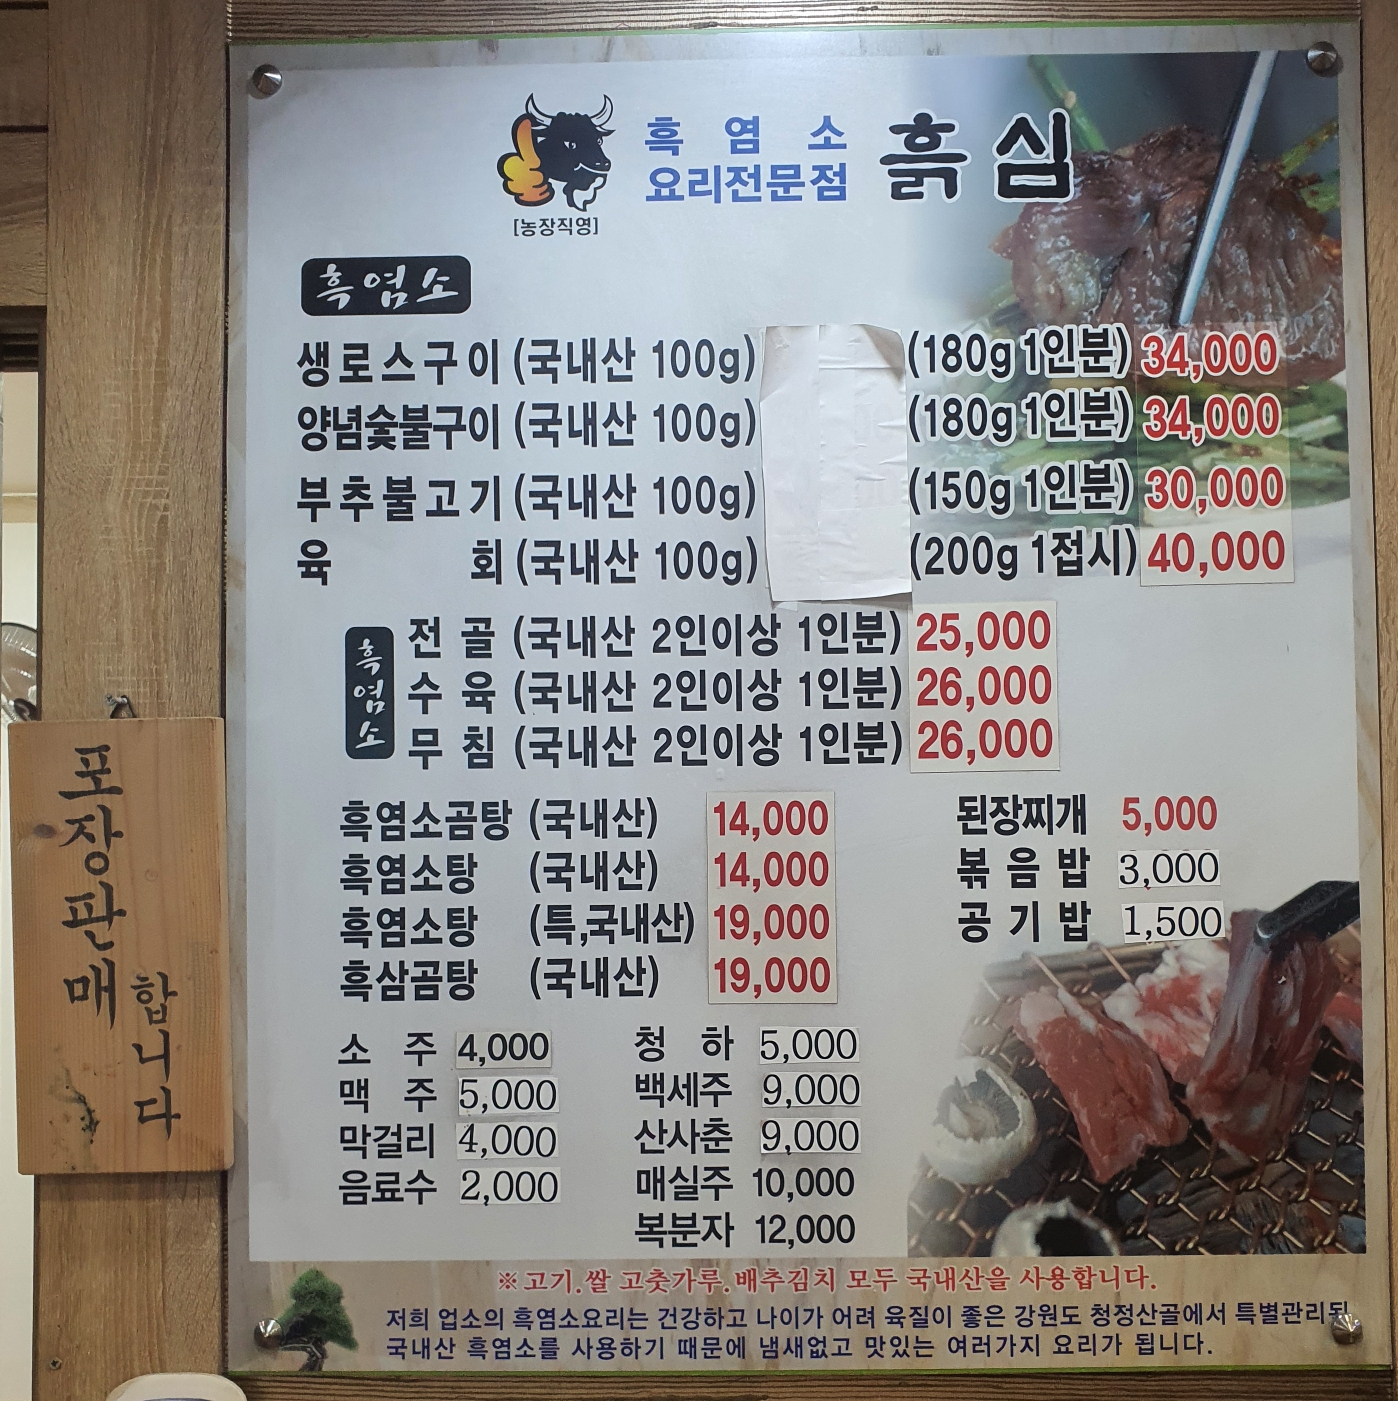 흑염소
요리전문점
흙심
[농장직영]
흑염소
생로스구이 (국내산 100g) (180g 1인분) 34,000
양념숯불구이 (국내산 100g) (180g 1인분) 34,000
부추불고기 (국내산 100g) (150g 1인분) 30,000
육회 (국내산 100g) (200g 1접시) 40,000
흑염소
전골 (국내산 2인이상 1인분) 25,000
수육 (국내산 2인이상 1인분) 26,000
무침 (국내산 2인이상 1인분) 26,000
흑염소곰탕 (국내산) 14,000
흑염소탕 (국내산) 14,000
흑염소탕 (특,국내산) 19,000
흑삼곰탕 (국내산) 19,000
된장찌개 5,000
볶음밥 3,000
공기밥 1,500
소주 4,000
맥주 5,000
막걸리 4,000
음료수 2,000
청하 5,000
백세주 9,000
산사춘 9,000
매실주 10,000
복분자 12,000
※고기.쌀 고춧가루.배추김치 모두 국내산을 사용합니다.
저희 업소의 흑염소요리는 건강하고 나이가 어려 육질이 좋은 강원도 청정산골에서 특별관리된
국내산 흑염소를 사용하기 때문에 냄새없고 맛있는 여러가지 요리가 됩니다.
포장판매
합니다